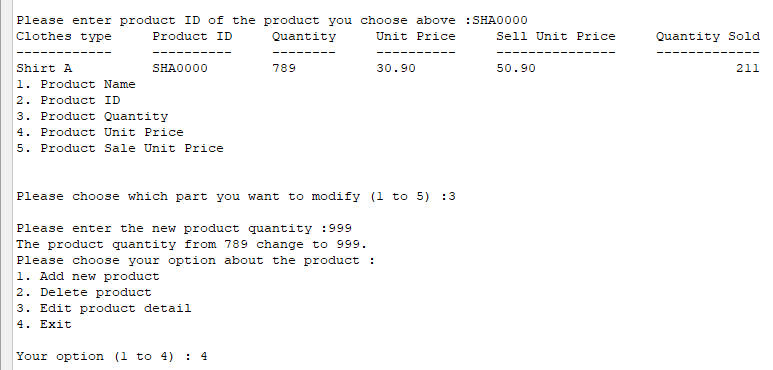 Please enter product ID of the product you choose above :SHA0000
Clothes type     Product ID     Quantity     Unit Price     Sell Unit Price     Quantity Sold
------------     ----------     --------     ----------     ---------------     -------------
Shirt A          SHA0000        789          30.90          50.90                         211
1. Product Name
2. Product ID
3. Product Quantity
4. Product Unit Price
5. Product Sale Unit Price
Please choose which part you want to modify (1 to 5) :3
Please enter the new product quantity :999
The product quantity from 789 change to 999.
Please choose your option about the product :
1. Add new product
2. Delete product
3. Edit product detail
4. Exit
Your option (1 to 4) : 4